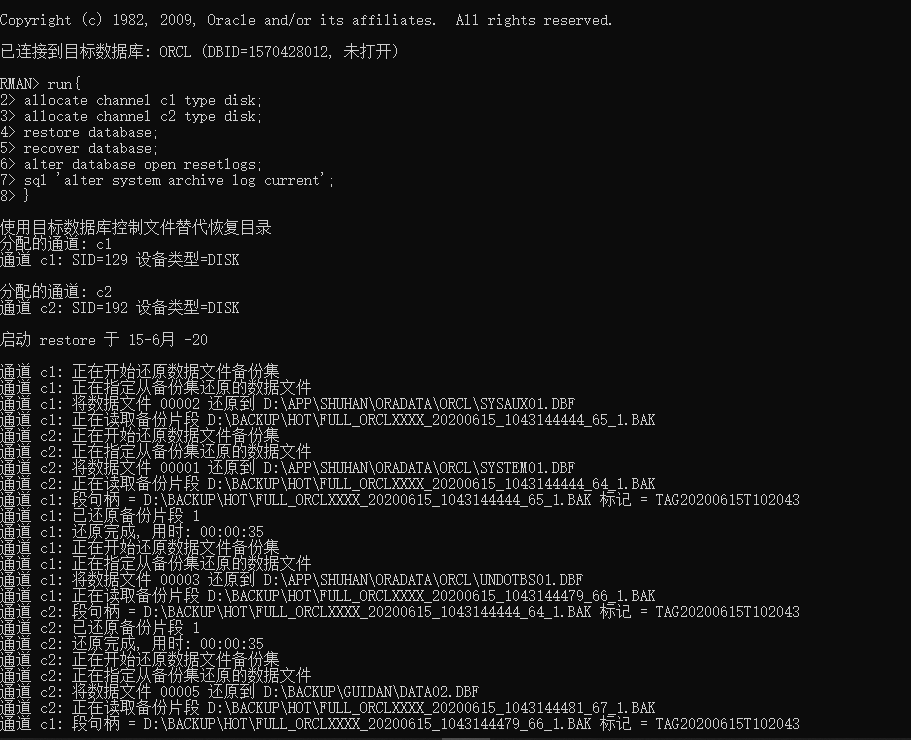 Copyright (c) 1982, 2009, Oracle and/or its affiliates.  All rights reserved.
已连接到目标数据库: ORCL (DBID=1570428012, 未打开)
RMAN> run{
2> allocate channel c1 type disk;
3> allocate channel c2 type disk;
4> restore database;
5> recover database;
6> alter database open resetlogs;
7> sql 'alter system archive log current';
8> }
使用目标数据库控制文件替代恢复目录
分配的通道: c1
通道 c1: SID=129 设备类型=DISK
分配的通道: c2
通道 c2: SID=192 设备类型=DISK
启动 restore 于 15-6月 -20
通道 c1: 正在开始还原数据文件备份集
通道 c1: 正在指定从备份集还原的数据文件
通道 c1: 将数据文件 00002 还原到 D:\APP\SHUHAN\ORADATA\ORCL\SYSAUX01.DBF
通道 c1: 正在读取备份片段 D:\BACKUP\HOT\FULL_ORCLXXXX_20200615_1043144444_65_1.BAK
通道 c2: 正在开始还原数据文件备份集
通道 c2: 正在指定从备份集还原的数据文件
通道 c2: 将数据文件 00001 还原到 D:\APP\SHUHAN\ORADATA\ORCL\SYSTEM01.DBF
通道 c2: 正在读取备份片段 D:\BACKUP\HOT\FULL_ORCLXXXX_20200615_1043144444_64_1.BAK
通道 c1: 段句柄 = D:\BACKUP\HOT\FULL_ORCLXXXX_20200615_1043144444_65_1.BAK 标记 = TAG20200615T102043
通道 c1: 已还原备份片段 1
通道 c1: 还原完成, 用时: 00:00:35
通道 c1: 正在开始还原数据文件备份集
通道 c1: 正在指定从备份集还原的数据文件
通道 c1: 将数据文件 00003 还原到 D:\APP\SHUHAN\ORADATA\ORCL\UNDOTBS01.DBF
通道 c1: 正在读取备份片段 D:\BACKUP\HOT\FULL_ORCLXXXX_20200615_1043144479_66_1.BAK
通道 c2: 段句柄 = D:\BACKUP\HOT\FULL_ORCLXXXX_20200615_1043144444_64_1.BAK 标记 = TAG20200615T102043
通道 c2: 已还原备份片段 1
通道 c2: 还原完成, 用时: 00:00:35
通道 c2: 正在开始还原数据文件备份集
通道 c2: 正在指定从备份集还原的数据文件
通道 c2: 将数据文件 00005 还原到 D:\BACKUP\GUIDAN\DATA02.DBF
通道 c2: 正在读取备份片段 D:\BACKUP\HOT\FULL_ORCLXXXX_20200615_1043144481_67_1.BAK
通道 c1: 段句柄 = D:\BACKUP\HOT\FULL_ORCLXXXX_20200615_1043144479_66_1.BAK 标记 = TAG20200615T102043